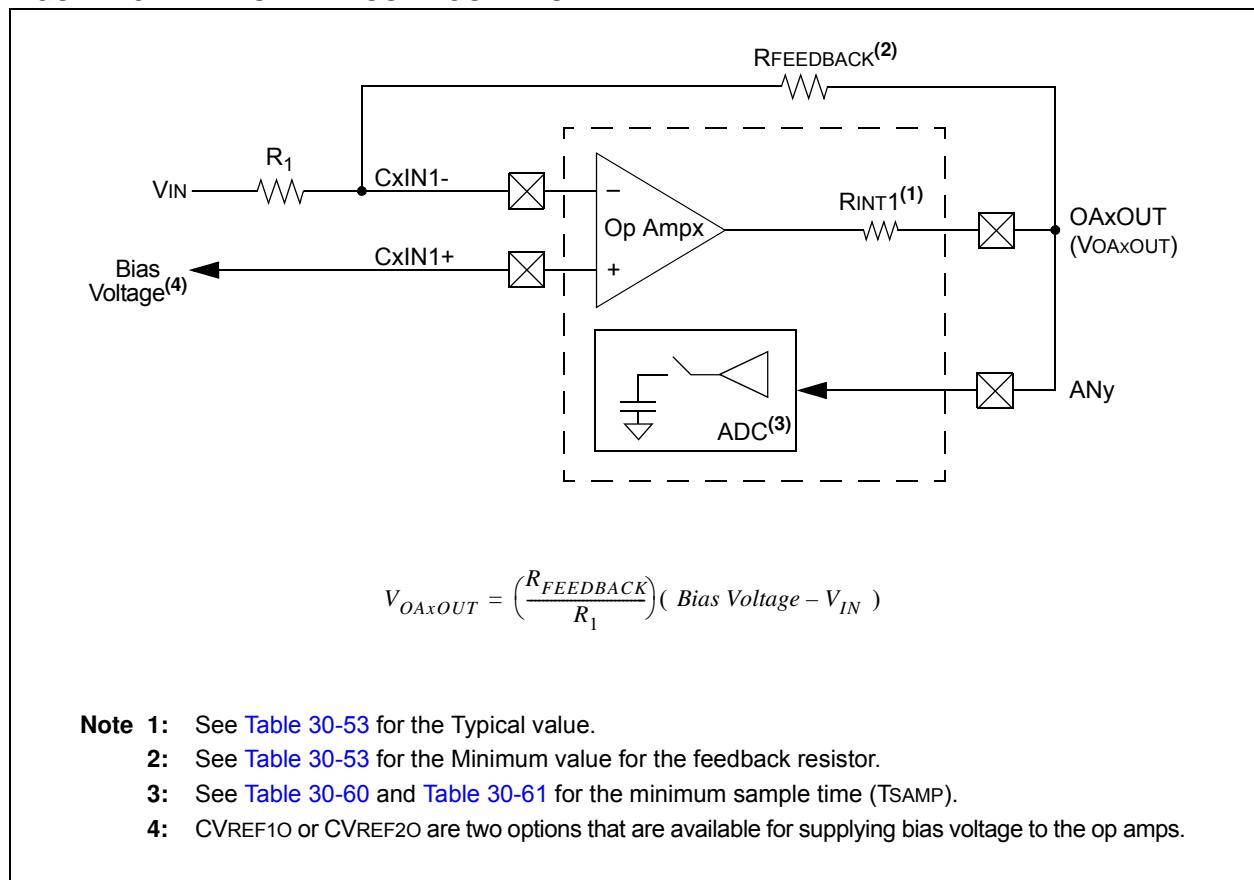 RFEEDBACK(2)
R1
VIN
CxIN1-
–
Op Ampx
RINT1(1)
OAxOUT
(VOAxOUT)
CxIN1+
+
Bias
Voltage(4)
ADC(3)
ANy
V_OAxOUT = (R_FEEDBACK / R_1) ( Bias Voltage – V_IN )
Note 1: See Table 30-53 for the Typical value.
2: See Table 30-53 for the Minimum value for the feedback resistor.
3: See Table 30-60 and Table 30-61 for the minimum sample time (TSAMP).
4: CVREF1O or CVREF2O are two options that are available for supplying bias voltage to the op amps.